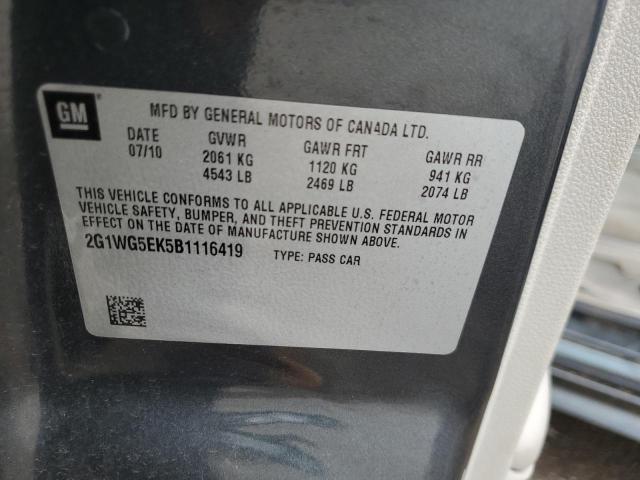 GM
MFD BY GENERAL MOTORS OF CANADA LTD.
DATE GVWR GAWR FRT GAWR RR
07/10 2061 KG 1120 KG 941 KG
4543 LB 2469 LB 2074 LB
THIS VEHICLE CONFORMS TO ALL APPLICABLE U.S. FEDERAL MOTOR
VEHICLE SAFETY, BUMPER, AND THEFT PREVENTION STANDARDS IN
EFFECT ON THE DATE OF MANUFACTURE SHOWN ABOVE.
2G1WG5EK5B1116419 TYPE: PASS CAR